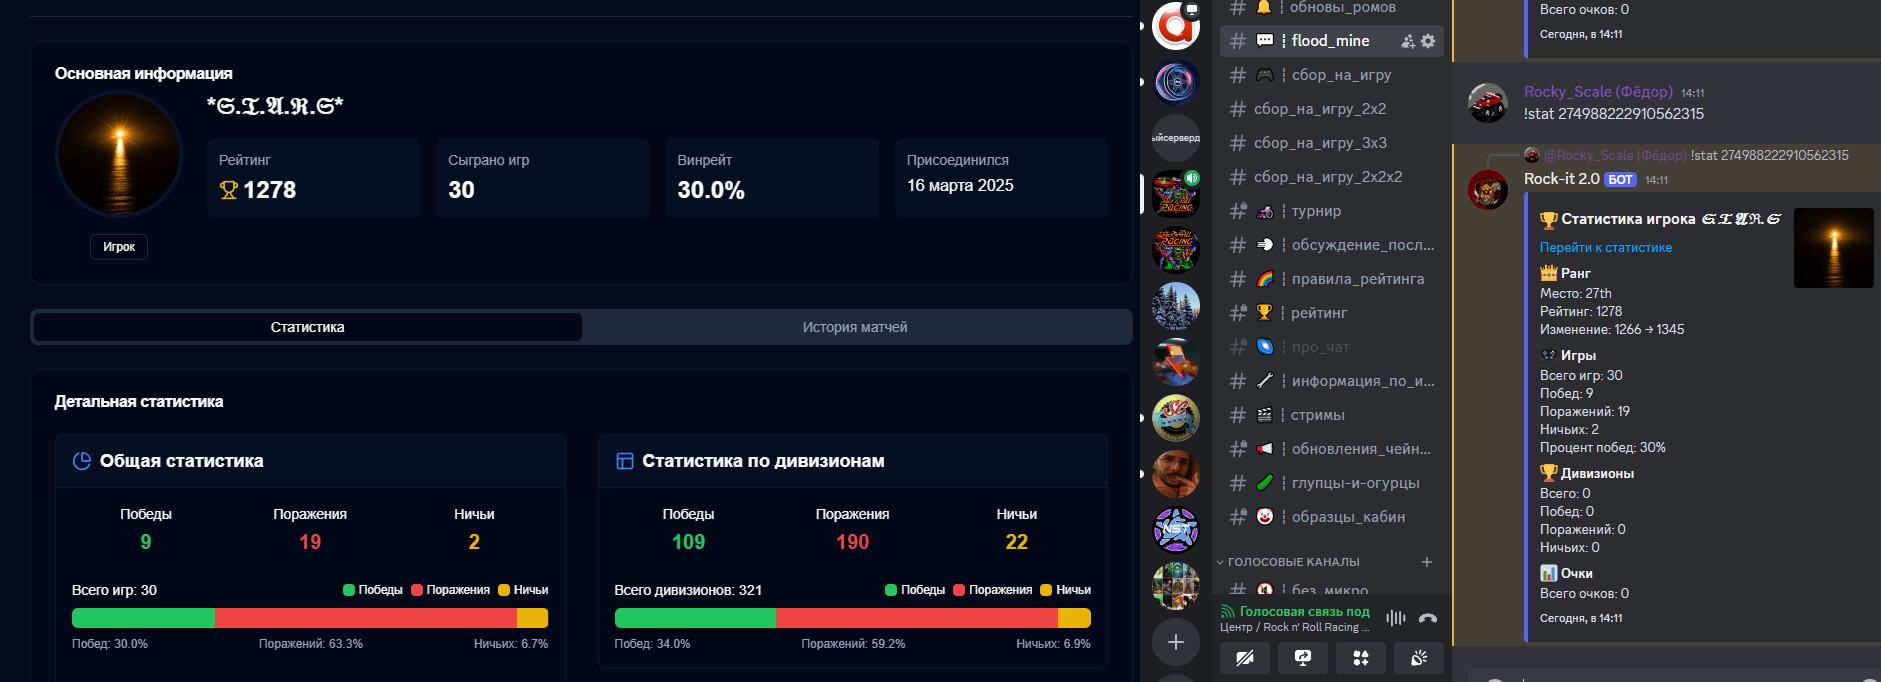 Основная информация
*𝕾.𝕿.𝕬.𝕽.𝕾*
Рейтинг
1278
Сыграно игр
30
Винрейт
30.0%
Присоединился
16 марта 2025
Игрок
Статистика
История матчей
Детальная статистика
Общая статистика
Победы
Поражения
Ничьи
9
19
2
Всего игр: 30
Победы
Поражения
Ничьи
Побед: 30.0%
Поражений: 63.3%
Ничьих: 6.7%
Статистика по дивизионам
Победы
Поражения
Ничьи
109
190
22
Всего дивизионов: 321
Победы
Поражения
Ничьи
Побед: 34.0%
Поражений: 59.2%
Ничьих: 6.9%
ыйсерверд
NST
RACING
RACING
обновы_ромов
flood_mine
сбор_на_игру
сбор_на_игру_2x2
сбор_на_игру_3x3
сбор_на_игру_2x2x2
турнир
обсуждение_посл...
правила_рейтинга
рейтинг
про_чат
информация_по_и...
стримы
обновления_чейн...
глупцы-и-огурцы
образцы_кабин
ГОЛОСОВЫЕ КАНАЛЫ
без_микро
Голосовая связь под
Центр / Rock n' Roll Racing ...
Всего очков: 0
Сегодня, в 14:11
Rocky_Scale (Фёдор) 14:11
!stat 274988222910562315
@Rocky_Scale (Фёдор) !stat 274988222910562315
Rock-it 2.0 БОТ 14:11
Статистика игрока 𝓢.𝓣.𝕬.ℛ.𝓢
Перейти к статистике
Ранг
Место: 27th
Рейтинг: 1278
Изменение: 1266 → 1345
Игры
Всего игр: 30
Побед: 9
Поражений: 19
Ничьих: 2
Процент побед: 30%
Дивизионы
Всего: 0
Побед: 0
Поражений: 0
Ничьих: 0
Очки
Всего очков: 0
Сегодня, в 14:11